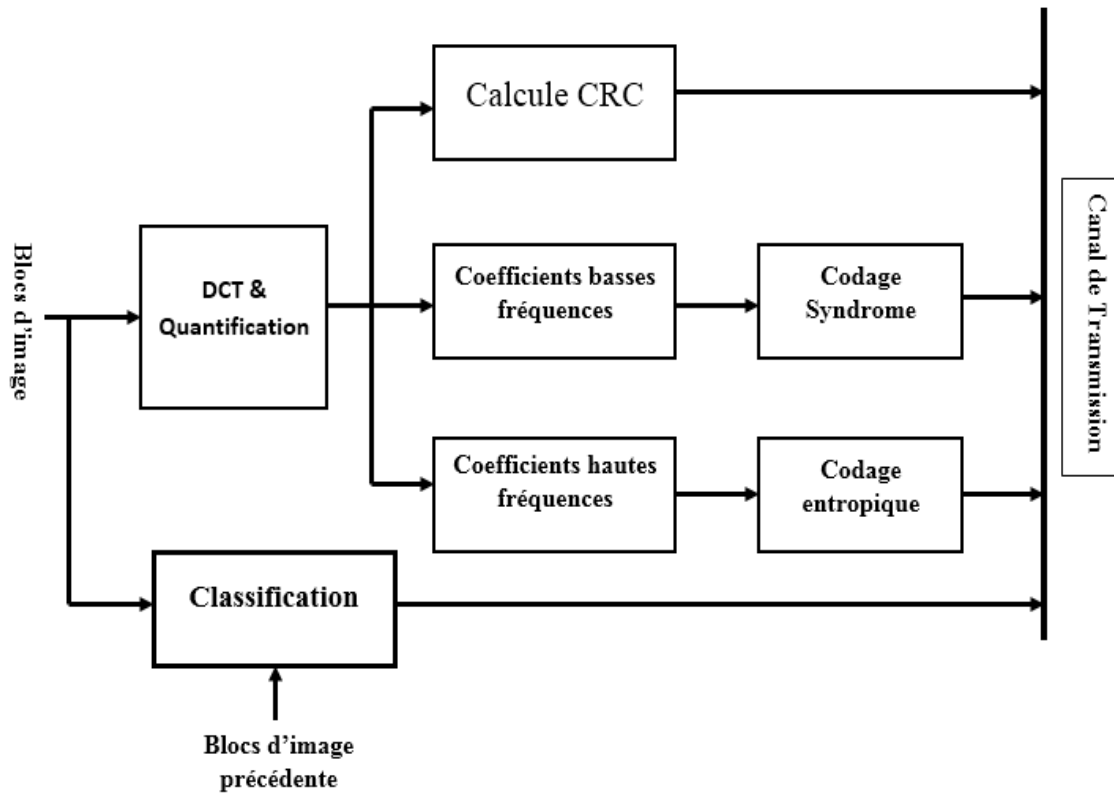 Calcule CRC
Blocs d'image
DCT &
Quantification
Coefficients basses
fréquences
Codage
Syndrome
Canal de Transmission
Coefficients hautes
fréquences
Codage
entropique
Classification
Blocs d'image
précédente